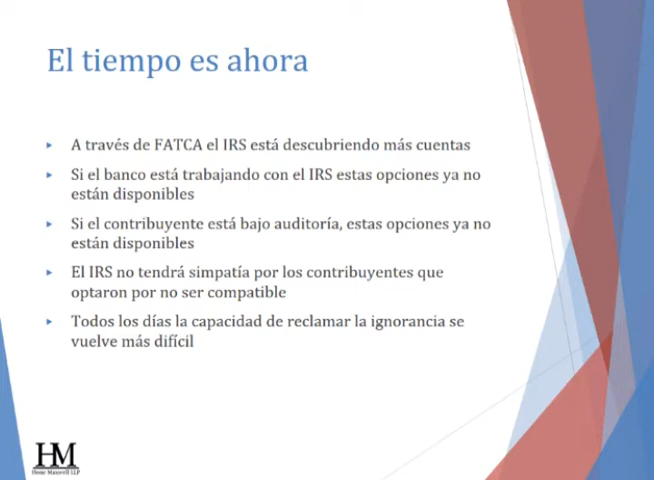 El tiempo es ahora
A través de FATCA el IRS está descubriendo más cuentas
Si el banco está trabajando con el IRS estas opciones ya no
están disponibles
Si el contribuyente está bajo auditoría, estas opciones ya no
están disponibles
El IRS no tendrá simpatía por los contribuyentes que
optaron por no ser compatible
Todos los días la capacidad de reclamar la ignorancia se
vuelve más difícil
HM
Maxwell LLP